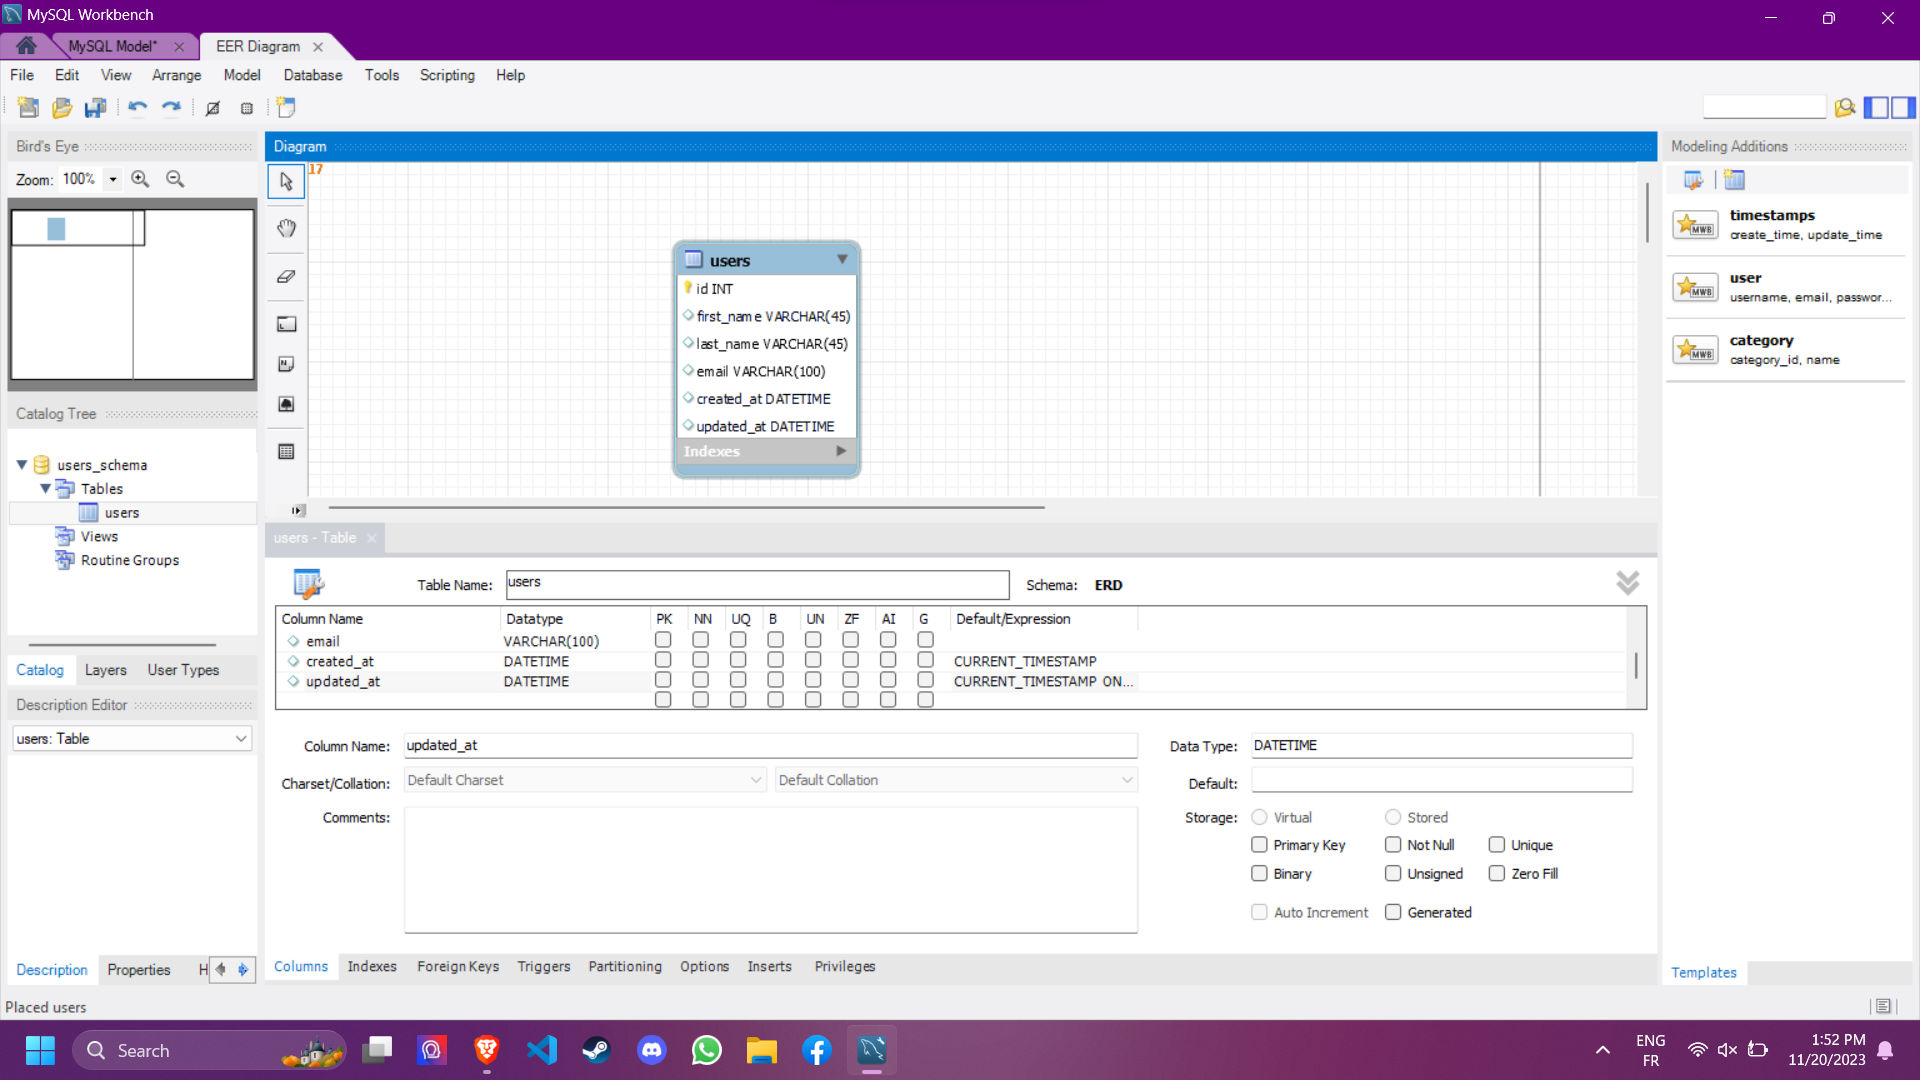 MySQL Workbench
MySQL Model*
EER Diagram
File Edit View Arrange Model Database Tools Scripting Help
Bird's Eye
Zoom: 100%
Catalog Tree
users_schema
Tables
users
Views
Routine Groups
Catalog Layers User Types
Description Editor
users: Table
Description Properties H
Diagram
17
users
id INT
first_name VARCHAR(45)
last_name VARCHAR(45)
email VARCHAR(100)
created_at DATETIME
updated_at DATETIME
Indexes
users - Table
Table Name: users Schema: ERD
Column Name Datatype PK NN UQ B UN ZF AI G Default/Expression
email VARCHAR(100)
created_at DATETIME CURRENT_TIMESTAMP
updated_at DATETIME CURRENT_TIMESTAMP ON...
Column Name: updated_at Data Type: DATETIME
Charset/Collation: Default Charset Default Collation Default:
Comments: Storage: Virtual Stored
Primary Key Not Null Unique
Binary Unsigned Zero Fill
Auto Increment Generated
Columns Indexes Foreign Keys Triggers Partitioning Options Inserts Privileges
Modeling Additions
timestamps
create_time, update_time
user
username, email, passwor...
category
category_id, name
Templates
Placed users
Search
ENG
FR
1:52 PM
11/20/2023